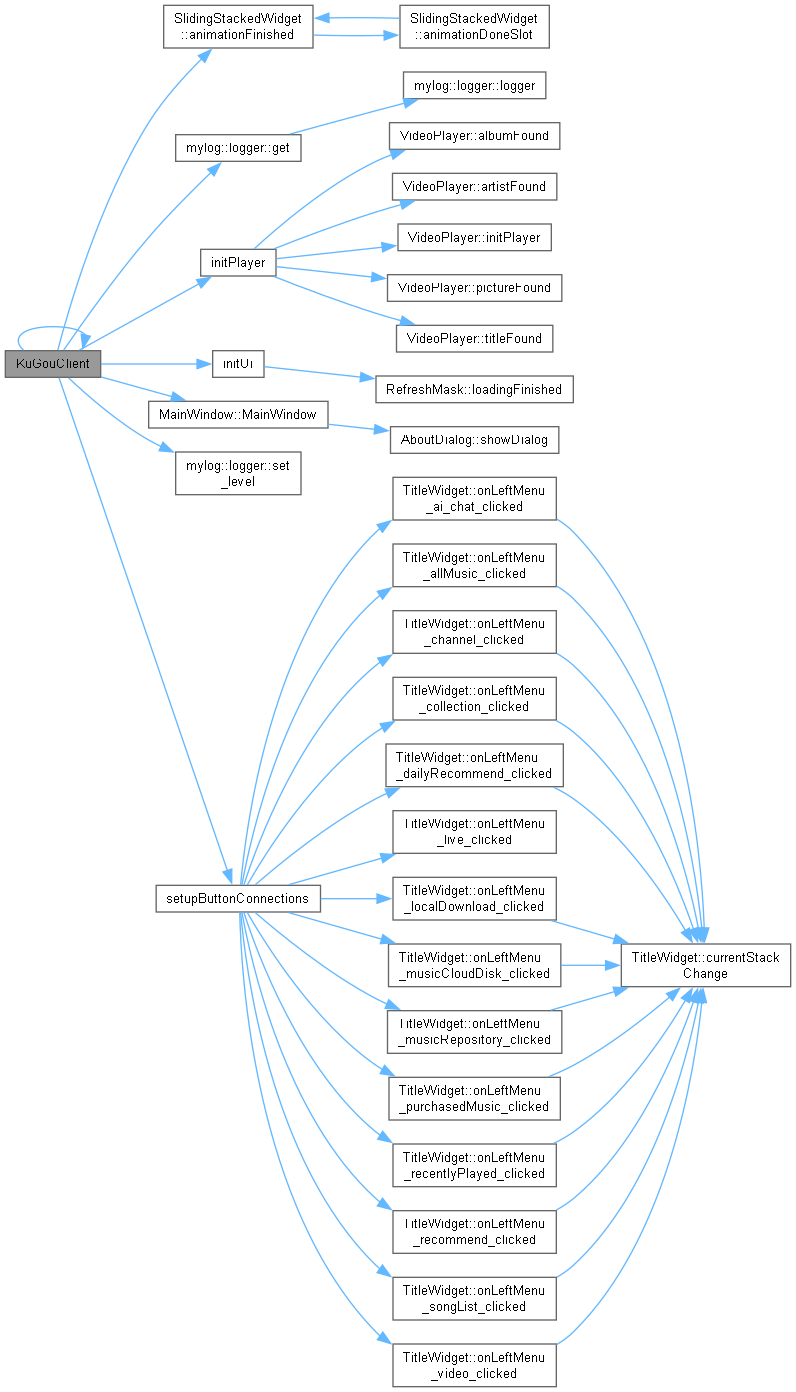 SlidingStackedWidget
::animationFinished
SlidingStackedWidget
::animationDoneSlot
mylog::logger::logger
mylog::logger::get
VideoPlayer::albumFound
VideoPlayer::artistFound
VideoPlayer::initPlayer
initPlayer
VideoPlayer::pictureFound
VideoPlayer::titleFound
KuGouClient
initUi
RefreshMask::loadingFinished
MainWindow::MainWindow
AboutDialog::showDialog
mylog::logger::set
_level
TitleWidget::onLeftMenu
_ai_chat_clicked
TitleWidget::onLeftMenu
_allMusic_clicked
TitleWidget::onLeftMenu
_channel_clicked
TitleWidget::onLeftMenu
_collection_clicked
TitleWidget::onLeftMenu
_dailyRecommend_clicked
TitleWidget::onLeftMenu
_live_clicked
setupButtonConnections
TitleWidget::onLeftMenu
_localDownload_clicked
TitleWidget::onLeftMenu
_musicCloudDisk_clicked
TitleWidget::currentStack
Change
TitleWidget::onLeftMenu
_musicRepository_clicked
TitleWidget::onLeftMenu
_purchasedMusic_clicked
TitleWidget::onLeftMenu
_recentlyPlayed_clicked
TitleWidget::onLeftMenu
_recommend_clicked
TitleWidget::onLeftMenu
_songList_clicked
TitleWidget::onLeftMenu
_video_clicked